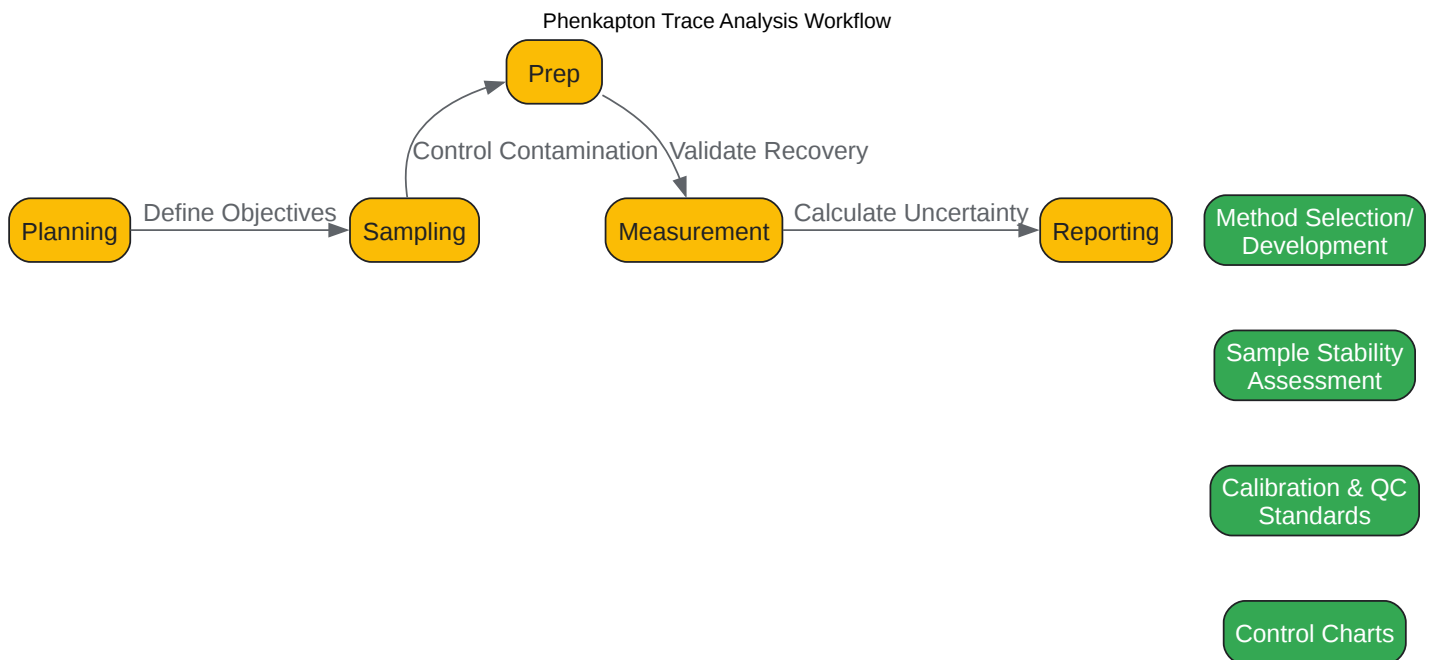 Phenkapton Trace Analysis Workflow
Prep
Control Contamination
Validate Recovery
Planning
Define Objectives
Sampling
Measurement
Calculate Uncertainty
Reporting
Method Selection/
Development
Sample Stability
Assessment
Calibration & QC
Standards
Control Charts